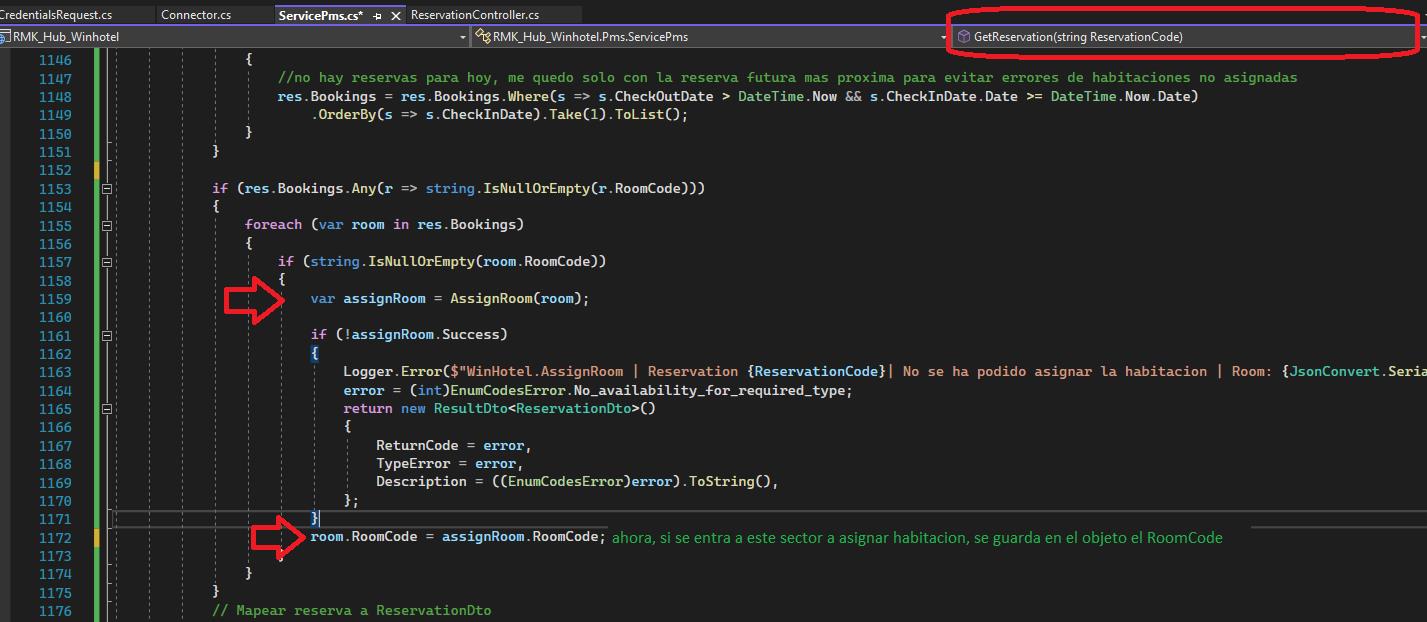 CredentialsRequest.cs
Connector.cs
ServicePms.cs*
ReservationController.cs
RMK_Hub_Winhotel
RMK_Hub_Winhotel.Pms.ServicePms
GetReservation(string ReservationCode)
1146 {
1147 //no hay reservas para hoy, me quedo solo con la reserva futura mas proxima para evitar errores de habitaciones no asignadas
1148 res.Bookings = res.Bookings.Where(s => s.CheckOutDate > DateTime.Now && s.CheckInDate.Date >= DateTime.Now.Date)
1149 .OrderBy(s => s.CheckInDate).Take(1).ToList();
1150 }
1151 }
1152
1153 if (res.Bookings.Any(r => string.IsNullOrEmpty(r.RoomCode)))
1154 {
1155 foreach (var room in res.Bookings)
1156 {
1157 if (string.IsNullOrEmpty(room.RoomCode))
1158 {
1159 var assignRoom = AssignRoom(room);
1160
1161 if (!assignRoom.Success)
1162 {
1163 Logger.Error($"WinHotel.AssignRoom | Reservation {ReservationCode}| No se ha podido asignar la habitacion | Room: {JsonConvert.Seria
1164 error = (int)EnumCodesError.No_availability_for_required_type;
1165 return new ResultDto<ReservationDto>()
1166 {
1167 ReturnCode = error,
1168 TypeError = error,
1169 Description = ((EnumCodesError)error).ToString(),
1170 };
1171 }
1172 room.RoomCode = assignRoom.RoomCode; ahora, si se entra a este sector a asignar habitacion, se guarda en el objeto el RoomCode
1173 }
1174 }
1175 }
1176 // Mapear reserva a ReservationDto